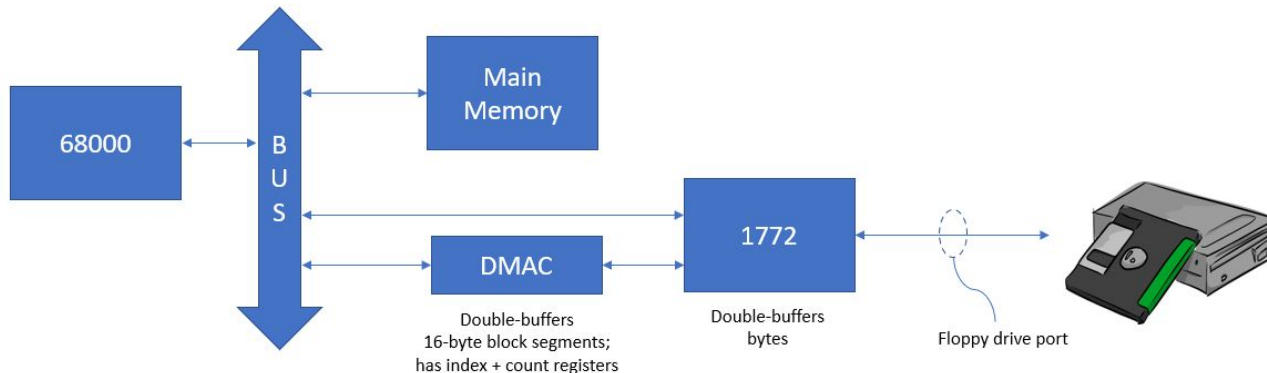 68000
B
U
S
Main
Memory
1772
DMAC
Double-buffers
16-byte block segments;
has index + count registers
Double-buffers
bytes
Floppy drive port